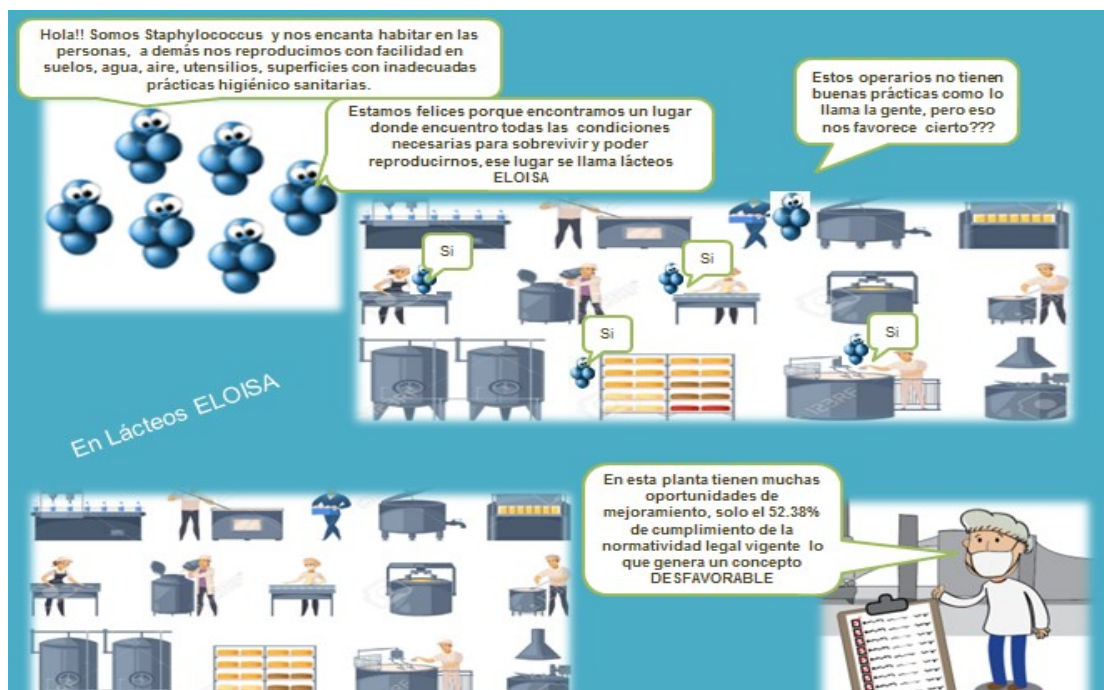 Hola!! Somos Staphylococcus y nos encanta habitar en las
personas, a demás nos reproducimos con facilidad en
suelos, agua, aire, utensilios, superficies con inadecuadas
prácticas higiénico sanitarias.
Estamos felices porque encontramos un lugar
donde encuentro todas las condiciones
necesarias para sobrevivir y poder
reproducirnos, ese lugar se llama lácteos
ELOISA
Estos operarios no tienen
buenas prácticas como lo
llama la gente, pero eso
nos favorece cierto???
Si
Si
Si
Si
123RF
En Lácteos ELOISA
En esta planta tienen muchas
oportunidades de
mejoramiento, solo el 52.38%
de cumplimiento de la
normatividad legal vigente lo
que genera un concepto
DESFAVORABLE